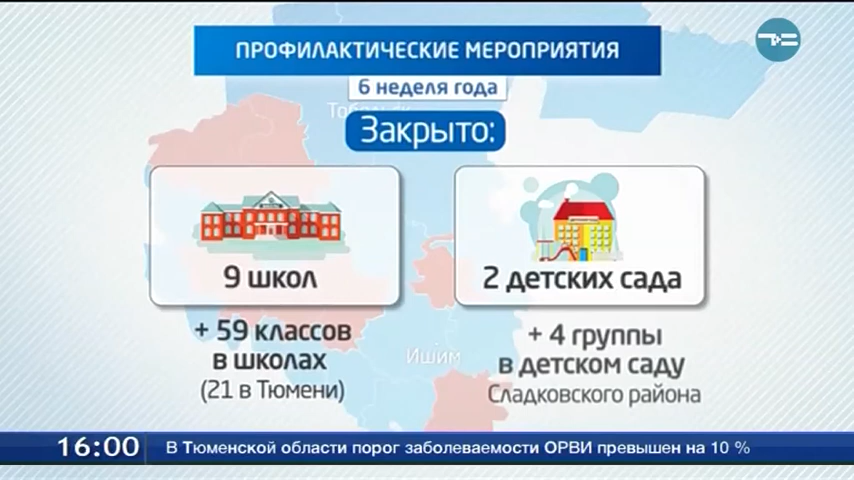 ПРОФИЛАКТИЧЕСКИЕ МЕРОПРИЯТИЯ
6 неделя года
Закрыто:
9 школ
+ 59 классов
в школах
(21 в Тюмени)
2 детских сада
+ 4 группы
в детском саду
Сладковского района
Ишим
16:00
В Тюменской области порог заболеваемости ОРВИ превышен на 10 %